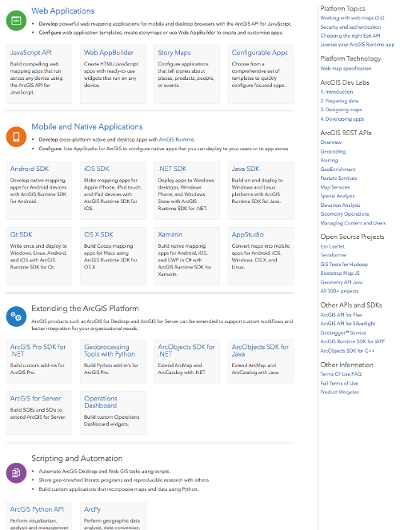 Web Applications
• Develop powerful web mapping applications for mobile and desktop browsers with the ArcGIS API for JavaScript.
• Configure web application templates, create storymaps or use Web AppBuilder to create and customize apps.
JavaScript API
Build compelling web mapping apps that run across any device using the ArcGIS API for JavaScript.
Web AppBuilder
Create HTML/JavaScript apps with ready-to-use widgets that run on any device.
Story Maps
Configure applications that tell stories about places, products, people, or events.
Configurable Apps
Choose from a comprehensive set of templates to quickly configure focused apps.
Mobile and Native Applications
• Develop cross-platform native and desktop apps with ArcGIS Runtime.
• Configure Use AppStudio for ArcGIS to configure native apps that you can deploy to your users or to app stores.
Android SDK
Develop native mapping apps for Android devices with ArcGIS Runtime SDK for Android.
iOS SDK
Make mapping apps for Apple iPhone, iPad touch, and iPad devices with ArcGIS Runtime SDK for iOS.
.NET SDK
Deploy apps to Windows desktops, Windows Phone, and Windows Store with ArcGIS Runtime SDK for .NET.
Java SDK
Build on and deploy to Windows and Linux platforms with ArcGIS Runtime SDK for Java.
Qt SDK
Write once and deploy to Windows, Linux, Android, and iOS with ArcGIS Runtime SDK for Qt.
OS X SDK
Build Cocoa mapping apps for Macs using ArcGIS Runtime SDK for OS X
Xamarin
Build native mapping apps for Android, iOS, and UWP in C# with ArcGIS Runtime SDK for Xamarin.
AppStudio
Convert maps into mobile apps for Android, iOS, Windows, OS X, and Linux.
Extending the ArcGIS Platform
ArcGIS products such as ArcGIS for Desktop and ArcGIS for Server can be extended to support custom workflows and
better integration for your organizational needs.
ArcGIS Pro SDK for .NET
Build custom add-ins for ArcGIS Pro.
Geoprocessing Tools with Python
Build Python add-ins for ArcGIS Pro.
ArcObjects SDK for .NET
Extend ArcMap and ArcCatalog with .NET
ArcObjects SDK for Java
Extend ArcMap and ArcCatalog with Java
ArcGIS for Server
Build SOEs and SOIs to extend ArcGIS for Server.
Operations Dashboard
Build custom Operations Dashboard widgets.
Scripting and Automation
• Automate ArcGIS Desktop and Web GIS tasks using scripts.
• Share geo-enriched literate programs and reproducible research with others.
• Build custom applications that incorporate maps and data using Python.
ArcGIS Python API
Perform visualization, analysis and management
ArcPy
Perform geographic data analysis, data conversion,
Platform Topics
Working with web maps (2d)
Security and authentication
Choosing the right Esri API
License your ArcGIS Runtime app
Platform Technology
Web map specification
ArcGIS Dev Labs
1. Introduction
2. Preparing data
3. Designing maps
4. Developing apps
ArcGIS REST APIs
Overview
Geocoding
Routing
GeoEnrichment
Feature Services
Map Services
Spatial Analysis
Elevation Analysis
Geometry Operations
Managing Content and Users
Open Source Projects
Esri Leaflet
Terraformer
GIS Tools for Hadoop
Bootstrap Map JS
Geometry API Java
All 300+ projects
Other APIs and SDKs
ArcGIS API for Flex
ArcGIS API for Silverlight
Geotrigger™ Service
ArcGIS Runtime SDK for WPF
ArcObjects SDK for C++
Other Information
Terms Of Use FAQ
Full Terms of Use
Product Lifecycles